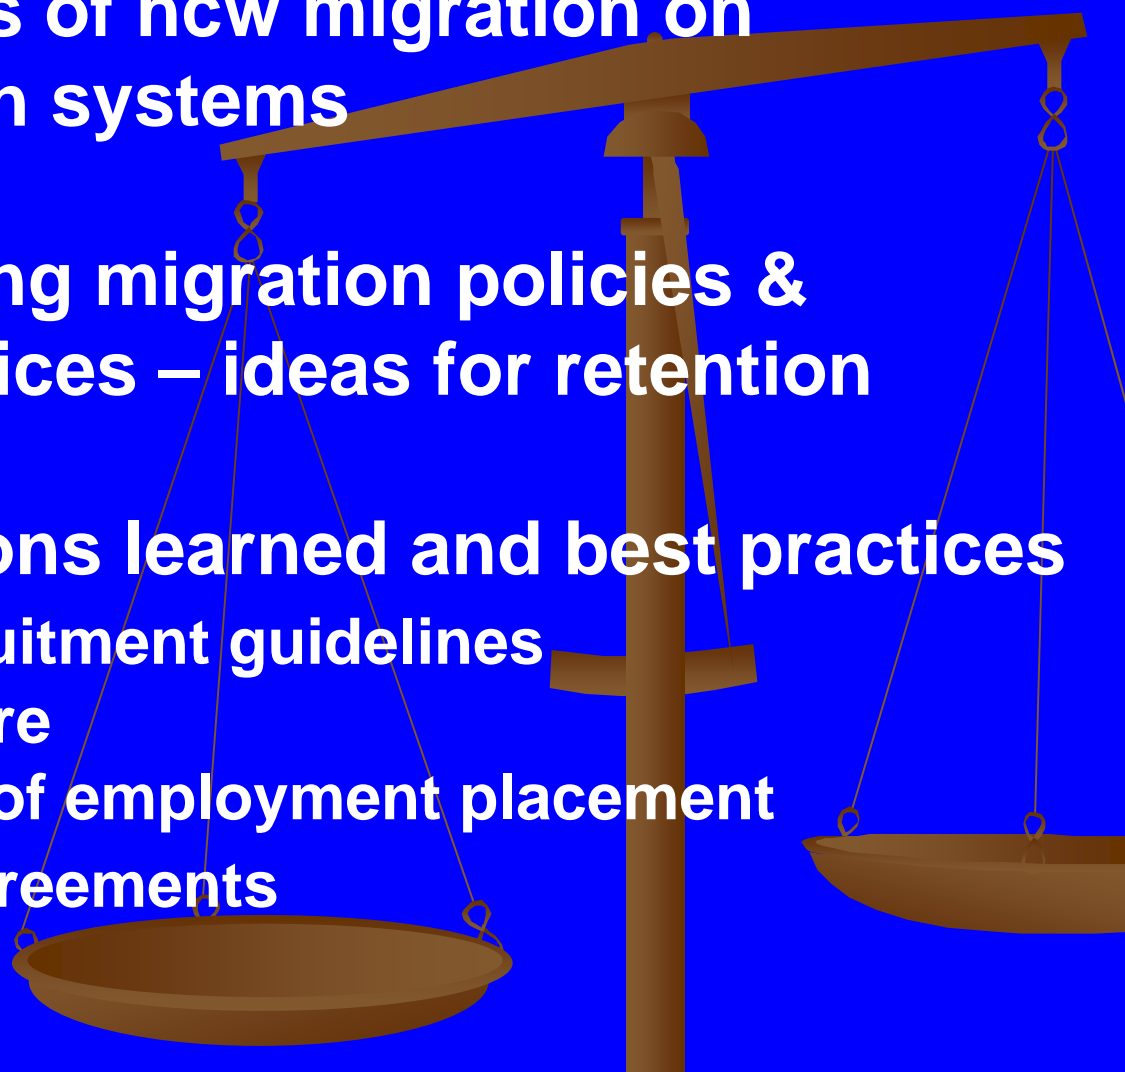 s of hcw migration on
n systems
ng migration policies &
ices – ideas for retention
ons learned and best practices
uitment guidelines
re
of employment placement
reements